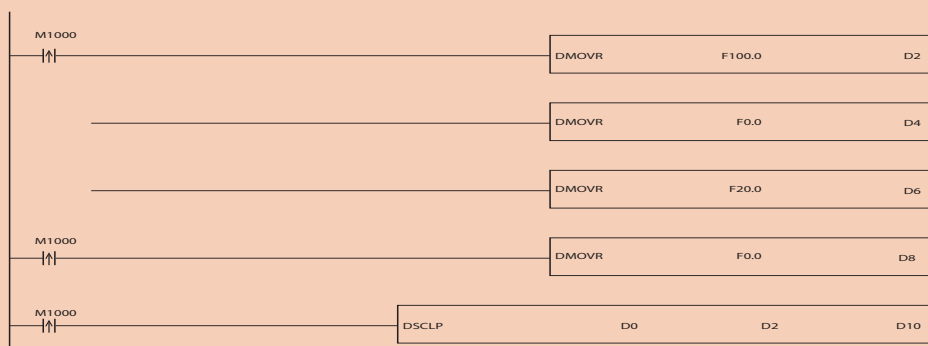 M1000
DMOVR F100.0 D2
DMOVR F0.0 D4
DMOVR F20.0 D6
M1000
DMOVR F0.0 D8
M1000
DSCLP D0 D2 D10